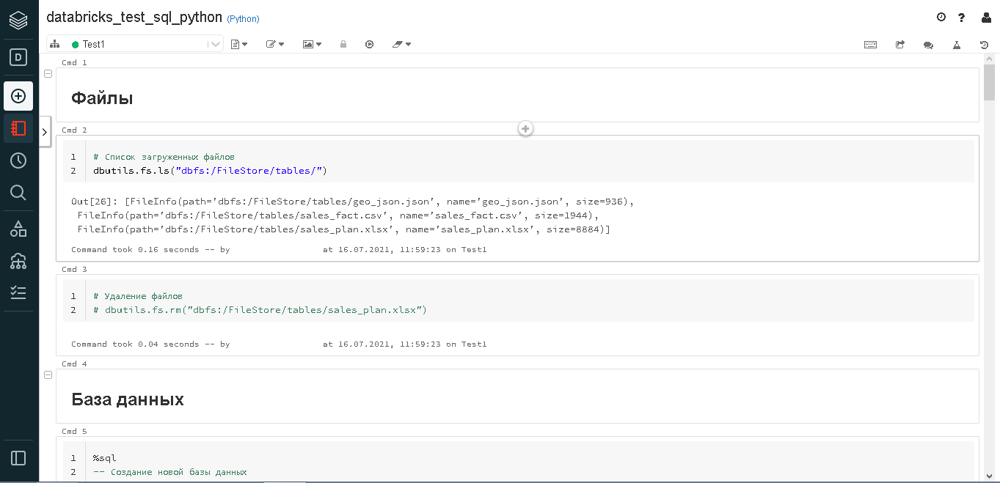 databricks_test_sql_python (Python)
Test1
D
Cmd 1
Файлы
Cmd 2
1 # Список загруженных файлов
2 dbutils.fs.ls("dbfs:/FileStore/tables/")
Out[26]: [FileInfo(path='dbfs:/FileStore/tables/geo_json.json', name='geo_json.json', size=936),
FileInfo(path='dbfs:/FileStore/tables/sales_fact.csv', name='sales_fact.csv', size=1944),
FileInfo(path='dbfs:/FileStore/tables/sales_plan.xlsx', name='sales_plan.xlsx', size=8884)]
Command took 0.16 seconds -- by at 16.07.2021, 11:59:23 on Test1
Cmd 3
1 # Удаление файлов
2 # dbutils.fs.rm("dbfs:/FileStore/tables/sales_plan.xlsx")
Command took 0.04 seconds -- by at 16.07.2021, 11:59:23 on Test1
Cmd 4
База данных
Cmd 5
1 %sql
2 -- Создание новой базы данных